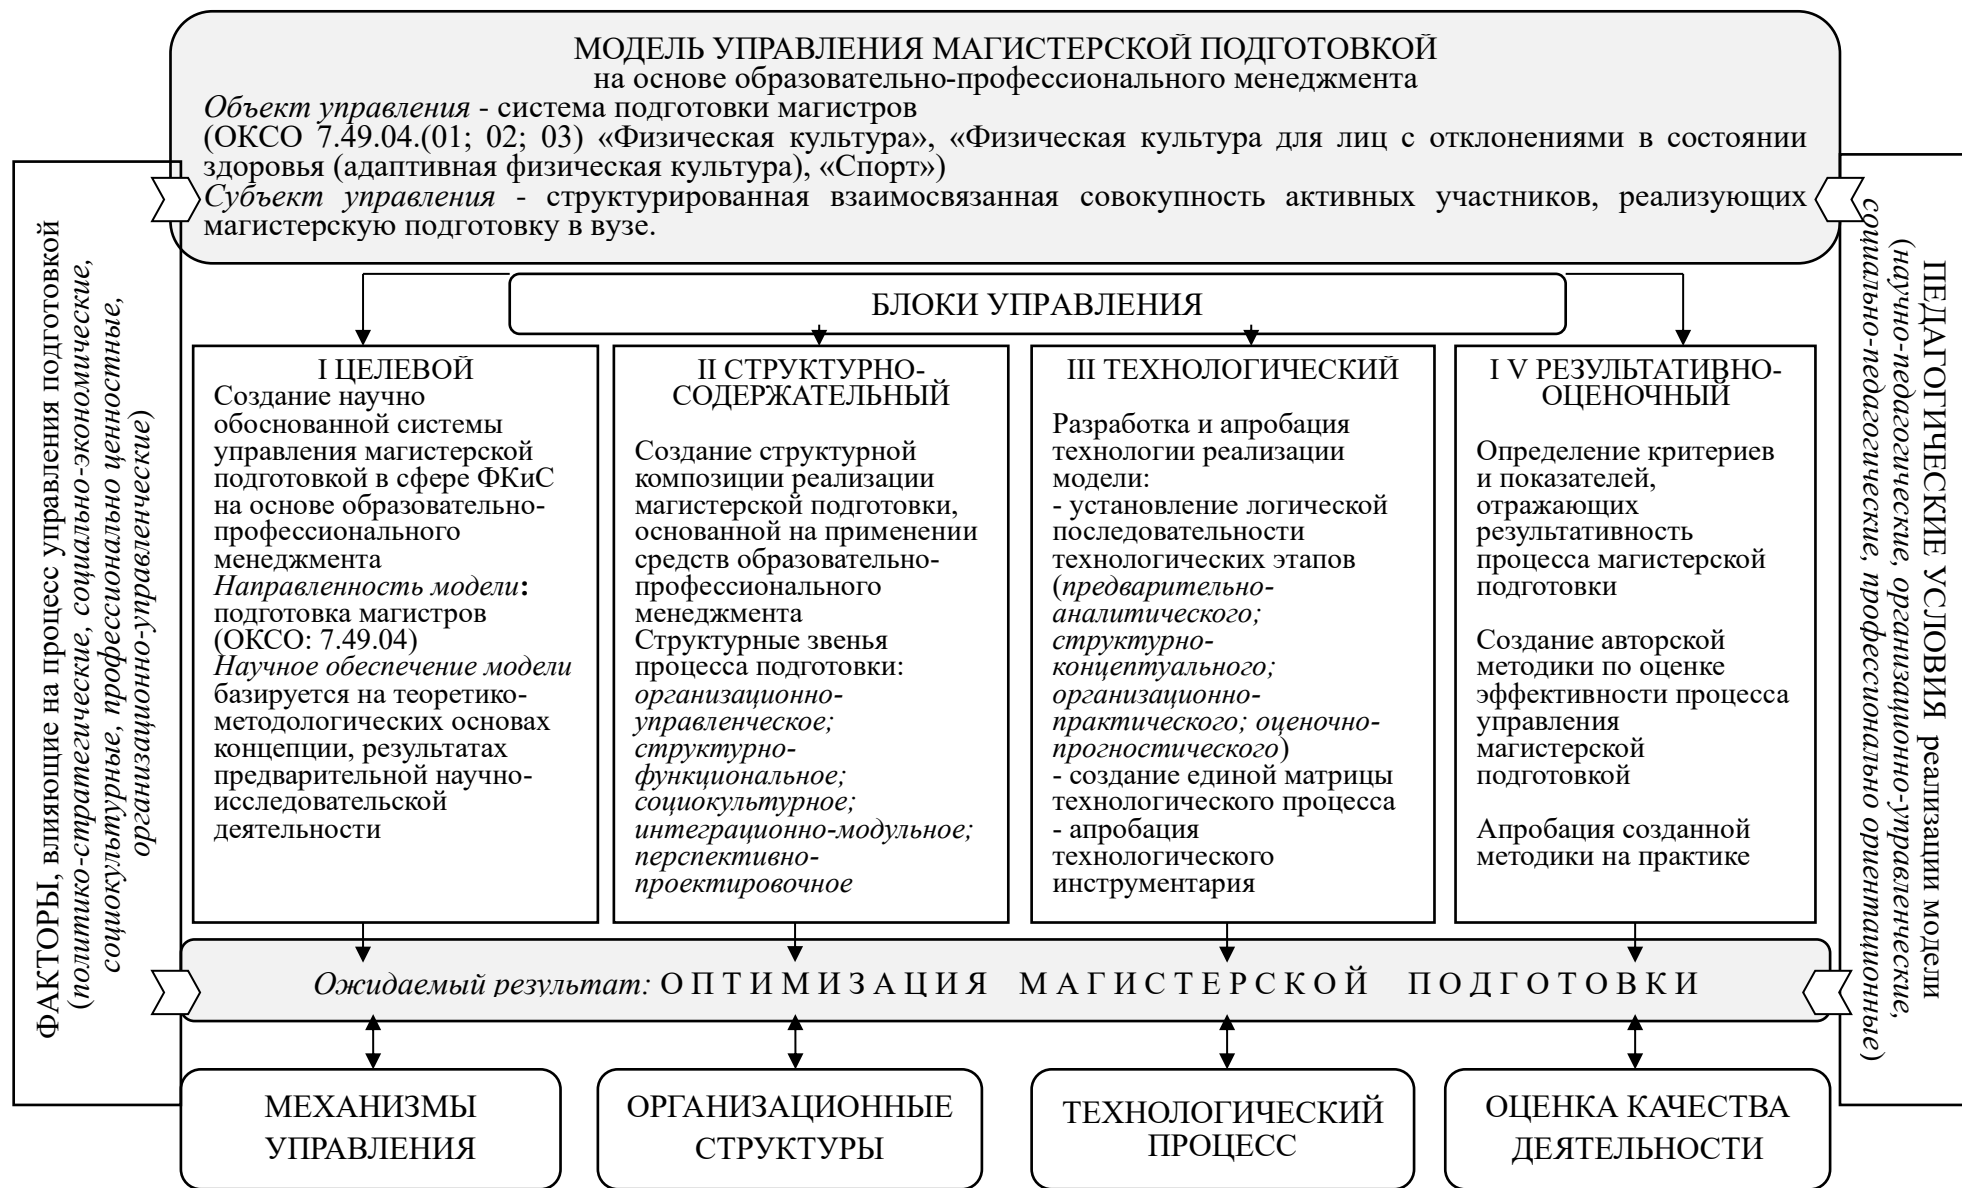 МОДЕЛЬ УПРАВЛЕНИЯ МАГИСТЕРСКОЙ ПОДГОТОВКОЙ
на основе образовательно-профессионального менеджмента
Объект управления - система подготовки магистров
(ОКСО 7.49.04.(01; 02; 03) «Физическая культура», «Физическая культура для лиц с отклонениями в состоянии
здоровья (адаптивная физическая культура), «Спорт»)
Субъект управления - структурированная взаимосвязанная совокупность активных участников, реализующих
магистерскую подготовку в вузе.
ФАКТОРЫ, влияющие на процесс управления подготовкой
(политико-стратегические, социально-экономические,
социокультурные, профессионально ценностные,
организационно-управленческие)
БЛОКИ УПРАВЛЕНИЯ
I ЦЕЛЕВОЙ
Создание научно
обоснованной системы
управления магистерской
подготовкой в сфере ФКиС
на основе образовательно-
профессионального
менеджмента
Направленность модели:
подготовка магистров
(ОКСО: 7.49.04)
Научное обеспечение модели
базируется на теоретико-
методологических основах
концепции, результатах
предварительной научно-
исследовательской
деятельности
II СТРУКТУРНО-
СОДЕРЖАТЕЛЬНЫЙ
Создание структурной
композиции реализации
магистерской подготовки,
основанной на применении
средств образовательно-
профессионального
менеджмента
Структурные звенья
процесса подготовки:
организационно-
управленческое;
структурно-
функциональное;
социокультурное;
интеграционно-модульное;
перспективно-
проектировочное
III ТЕХНОЛОГИЧЕСКИЙ
Разработка и апробация
технологии реализации
модели:
- установление логической
последовательности
технологических этапов
(предварительно-
аналитического;
структурно-
концептуального;
организационно-
практического; оценочно-
прогностического)
- создание единой матрицы
технологического процесса
- апробация
технологического
инструментария
I V РЕЗУЛЬТАТИВНО-
ОЦЕНОЧНЫЙ
Определение критериев
и показателей,
отражающих
результативность
процесса магистерской
подготовки
Создание авторской
методики по оценке
эффективности процесса
управления
магистерской
подготовкой
Апробация созданной
методики на практике
ПЕДАГОГИЧЕСКИЕ УСЛОВИЯ реализации модели
(научно-педагогические, организационно-управленческие,
социально-педагогические, профессионально ориентационные)
Ожидаемый результат: О П Т И М И З А Ц И Я М А Г И С Т Е Р С К О Й П О Д Г О Т О В К И
МЕХАНИЗМЫ
УПРАВЛЕНИЯ
ОРГАНИЗАЦИОННЫЕ
СТРУКТУРЫ
ТЕХНОЛОГИЧЕСКИЙ
ПРОЦЕСС
ОЦЕНКА КАЧЕСТВА
ДЕЯТЕЛЬНОСТИ